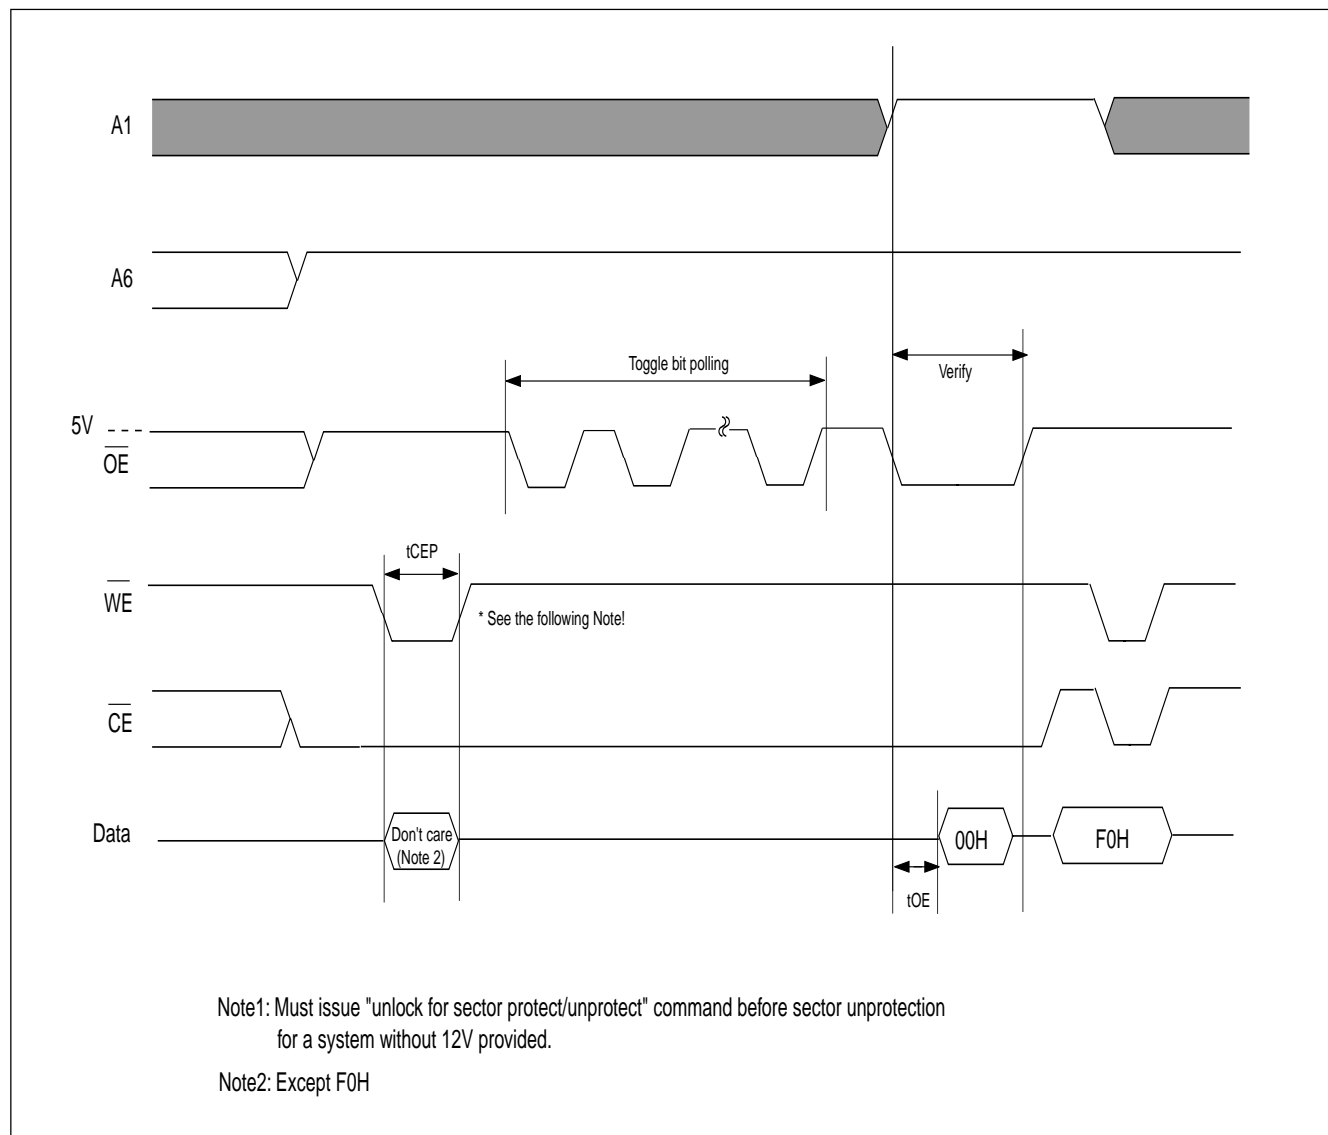 A1
A6
Toggle bit polling
Verify
5V
OE
tCEP
WE
* See the following Note!
CE
Data
Don't care
(Note 2)
00H
F0H
tOE
Note1: Must issue "unlock for sector protect/unprotect" command before sector unprotection
for a system without 12V provided.
Note2: Except F0H